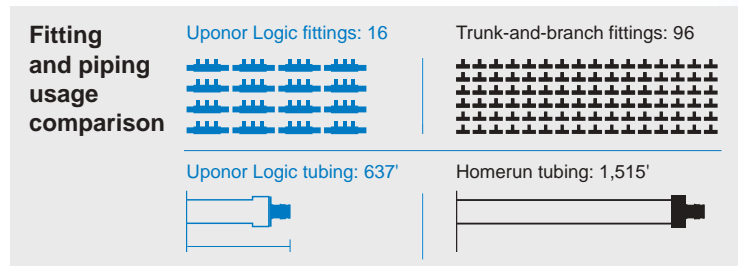 Fitting
and piping
usage
comparison
Uponor Logic fittings: 16
Trunk-and-branch fittings: 96
Uponor Logic tubing: 637'
Homerun tubing: 1,515'